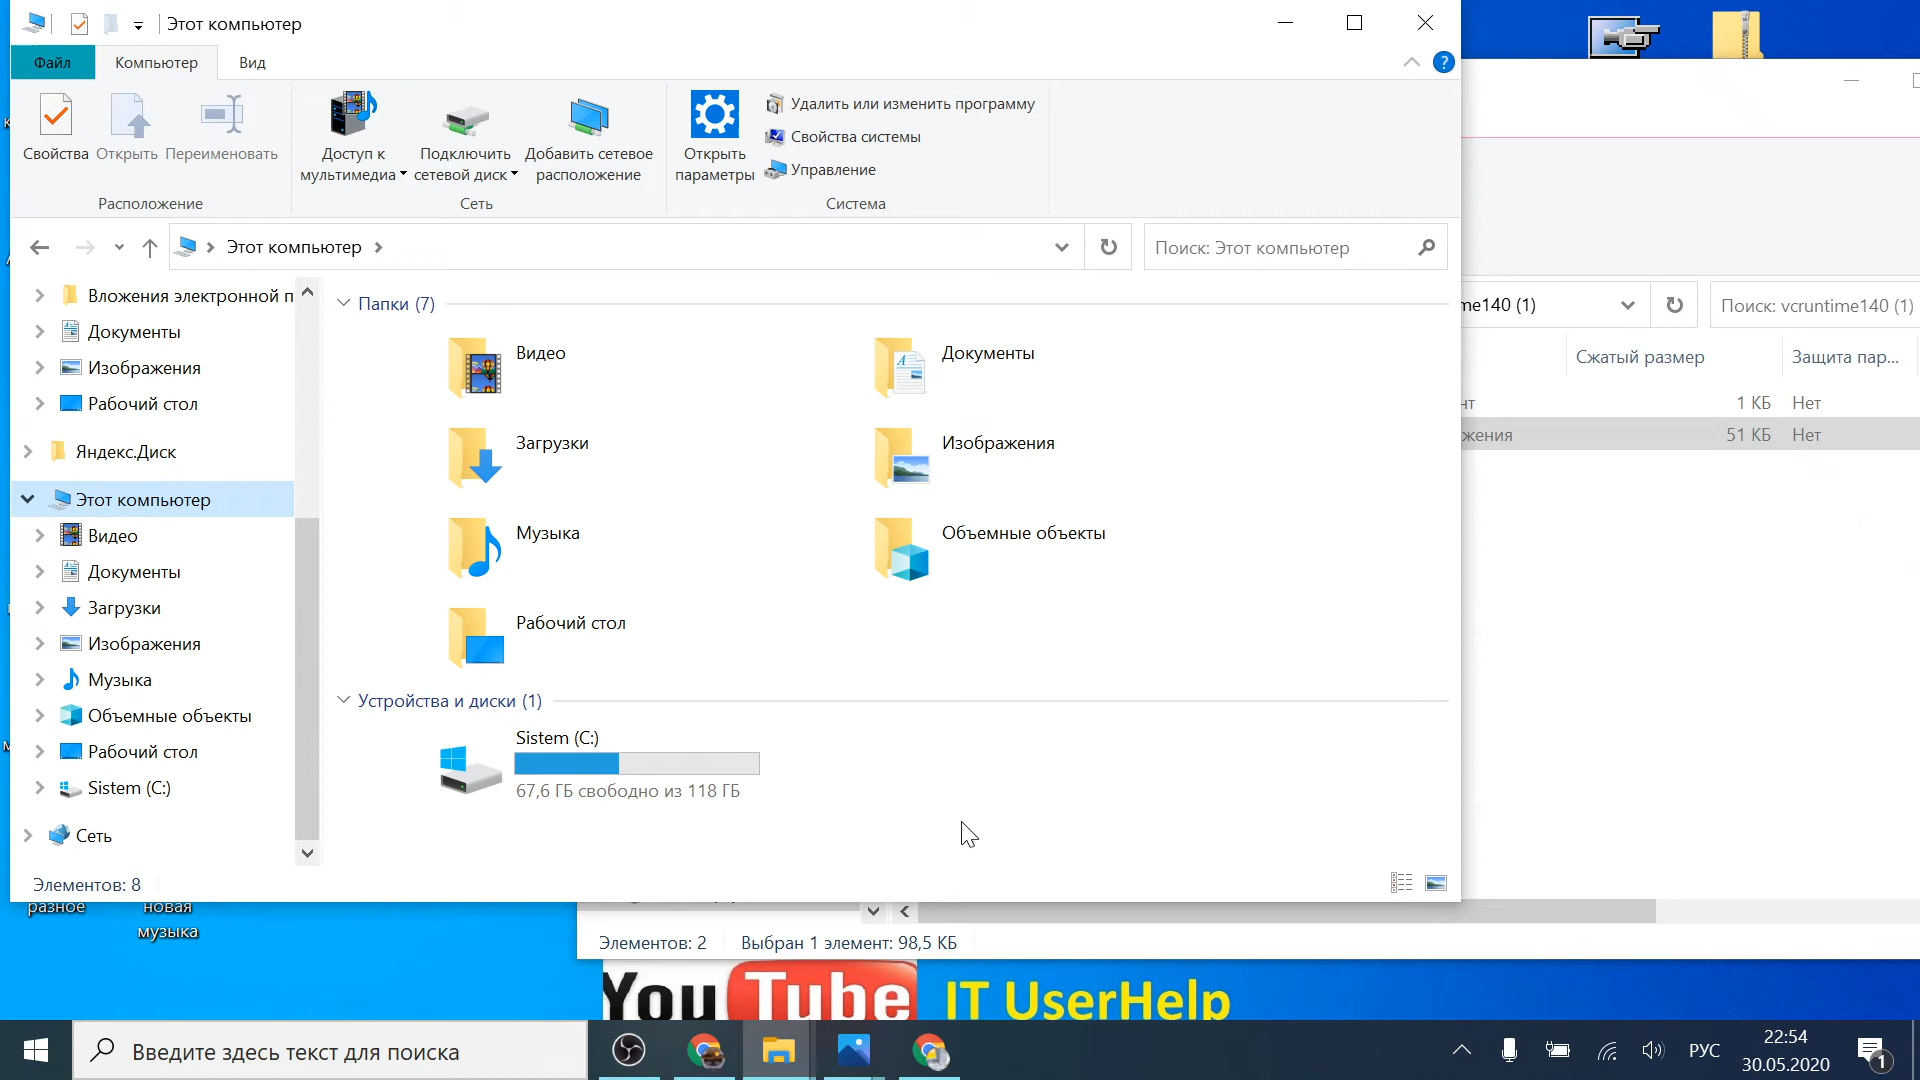 Этот компьютер
Файл
Компьютер
Вид
Свойства
Открыть
Переименовать
Расположение
Доступ к
мультимедиа
Подключить
сетевой диск
Добавить сетевое
расположение
Сеть
Открыть
параметры
Удалить или изменить программу
Свойства системы
Управление
Система
Этот компьютер
Поиск: Этот компьютер
Вложения электронной п
Документы
Изображения
Рабочий стол
Яндекс.Диск
Этот компьютер
Видео
Документы
Загрузки
Изображения
Музыка
Объемные объекты
Рабочий стол
Sistem (C:)
Сеть
Папки (7)
Видео
Документы
Загрузки
Изображения
Музыка
Объемные объекты
Рабочий стол
Устройства и диски (1)
Sistem (C:)
67,6 ГБ свободно из 118 ГБ
Элементов: 8
me140 (1)
Поиск: vcruntime140 (1)
Сжатый размер
Защита пар...
нт
1 КБ
Нет
жения
51 КБ
Нет
Элементов: 2
Выбран 1 элемент: 98,5 КБ
разное
новая
музыка
YouTube
IT UserHelp
Введите здесь текст для поиска
РУС
22:54
30.05.2020
1